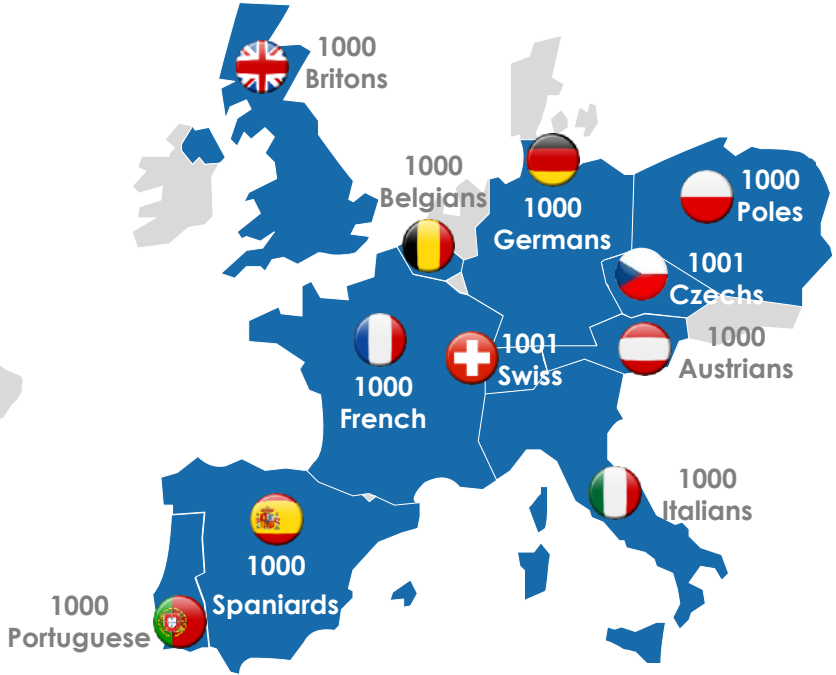 1000
Britons
1000
Belgians
1000
Germans
1000
Poles
1001
Czechs
1000
Austrians
1001
Swiss
1000
French
1000
Italians
1000
Spaniards
1000
Portuguese